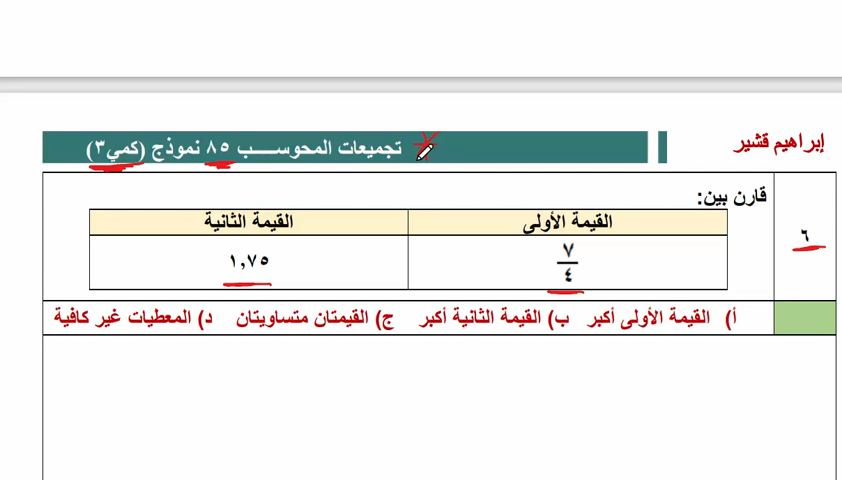 إبراهيم قشير
تجميعات المحوسـب ٨٥ نموذج (كمي٣)
٦
قارن بين:
القيمة الأولى القيمة الثانية
٧/٤ ١,٧٥
أ) القيمة الأولى أكبر ب) القيمة الثانية أكبر ج) القيمتان متساويتان د) المعطيات غير كافية